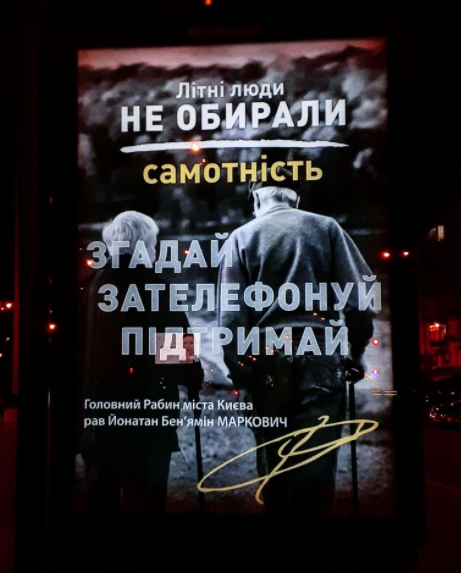 Літні люди
НЕ ОБИРАЛИ
самотність
ЗГАДАЙ
ЗАТЕЛЕФОНУЙ
ПІДТРИМАЙ
Головний Рабин міста Києва
рав Йонатан Бен’ямін МАРКОВИЧ